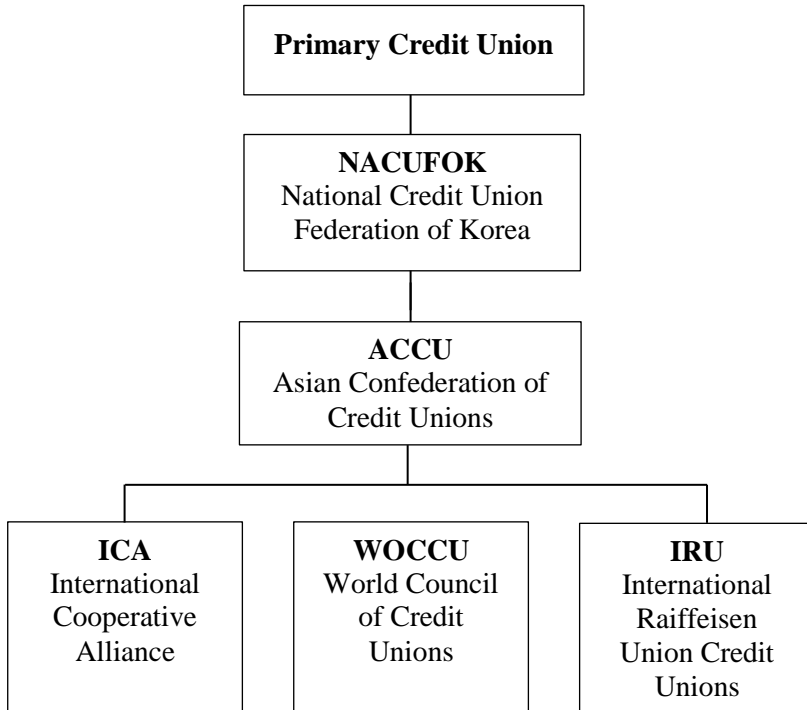 Primary Credit Union
NACUFOK
National Credit Union
Federation of Korea
ACCU
Asian Confederation of
Credit Unions
ICA
International
Cooperative
Alliance
WOCCU
World Council
of Credit
Unions
IRU
International
Raiffeisen
Union Credit
Unions